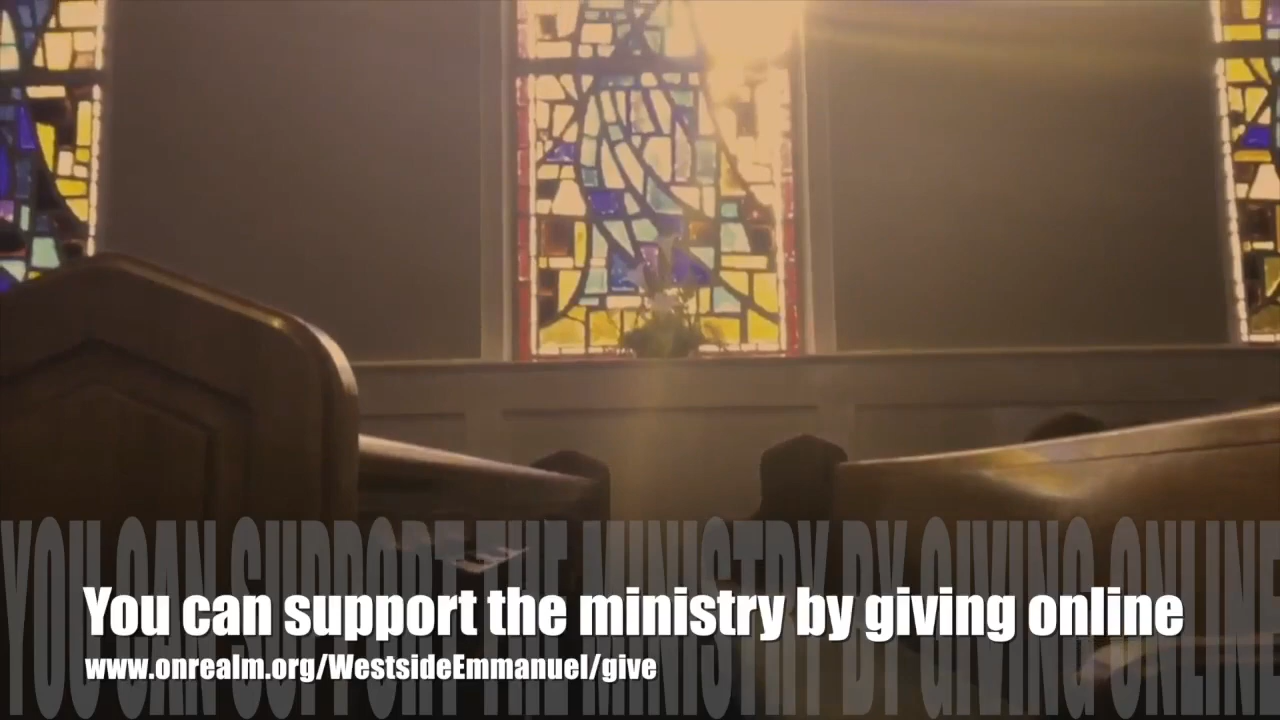 YOU CAN SUPPORT THE MINISTRY BY GIVING ONLINE
You can support the ministry by giving online
www.onrealm.org/WestsideEmmanuel/give